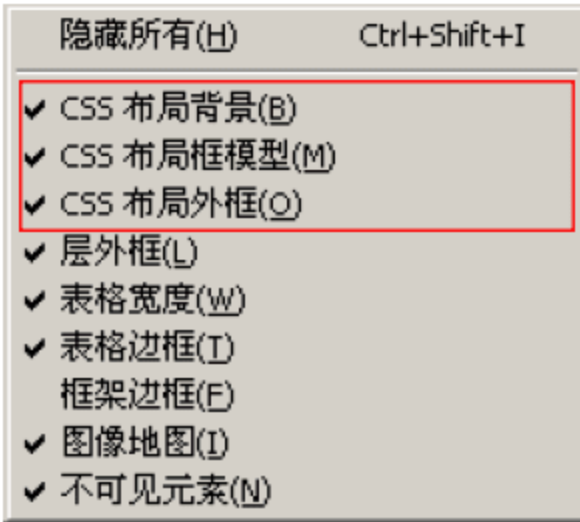 隐藏所有(H) Ctrl+Shift+I
CSS 布局背景(B)
CSS 布局框模型(M)
CSS 布局外框(O)
层外框(L)
表格宽度(W)
表格边框(T)
框架边框(F)
图像地图(I)
不可见元素(N)